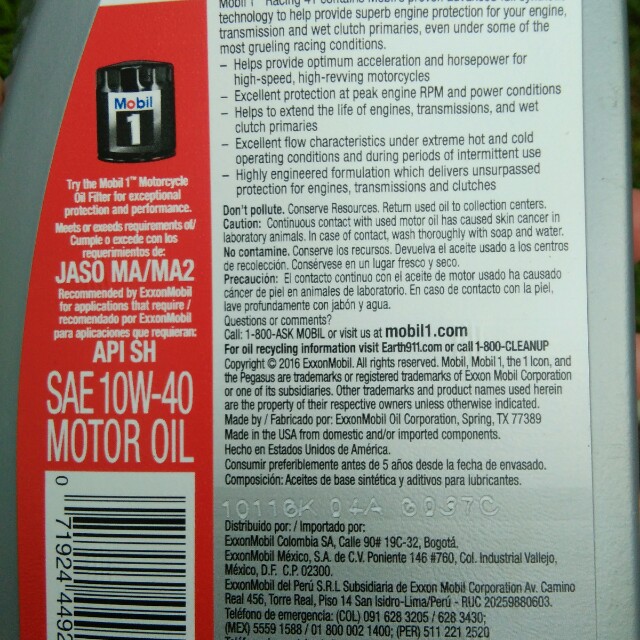 Mobil 1™ Racing 4T contains Mobil's proven advanced full synthetic
technology to help provide superb engine protection for your engine,
transmission and wet clutch primaries, even under some of the
most grueling racing conditions.
– Helps provide optimum acceleration and horsepower for
high-speed, high-revving motorcycles
– Excellent protection at peak engine RPM and power conditions
– Helps to extend the life of engines, transmissions, and wet
clutch primaries
– Excellent flow characteristics under extreme hot and cold
operating conditions and during periods of intermittent use
– Highly engineered formulation which delivers unsurpassed
protection for engines, transmissions and clutches
Don't pollute. Conserve Resources. Return used oil to collection centers.
Caution: Continuous contact with used motor oil has caused skin cancer in
laboratory animals. In case of contact, wash thoroughly with soap and water.
No contamine. Conserve los recursos. Devuelva el aceite usado a los centros
de recolección. Consérvese en un lugar fresco y seco.
Precaución: El contacto continuo con el aceite de motor usado ha causado
cáncer de piel en animales de laboratorio. En caso de contacto con la piel,
lave profundamente con jabón y agua.
Questions or comments?
Call: 1-800-ASK MOBIL or visit us at mobil1.com
For oil recycling information visit Earth911.com or call 1-800-CLEANUP
Copyright © 2016 ExxonMobil. All rights reserved. Mobil, Mobil 1, the 1 Icon, and
the Pegasus are trademarks or registered trademarks of Exxon Mobil Corporation
or one of its subsidiaries. Other trademarks and product names used herein
are the property of their respective owners unless otherwise indicated.
Made by / Fabricado por: ExxonMobil Oil Corporation, Spring, TX 77389
Made in the USA from domestic and/or imported components.
Hecho en Estados Unidos de América.
Consumir preferiblemente antes de 5 años desde la fecha de envasado.
Composición: Aceites de base sintética y aditivos para lubricantes.
Distribuido por: / Importado por:
ExxonMobil Colombia S.A, Calle 90# 19C-32, Bogotá.
ExxonMobil México, S.A. de C.V. Poniente 146 #760, Col. Industrial Vallejo,
México, D.F. C.P. 02300.
ExxonMobil del Perú S.R.L Subsidiaria de Exxon Mobil Corporation Av. Camino
Real 456, Torre Real, Piso 14 San Isidro-Lima/Perú - RUC 20259880603.
Teléfono de emergencia: (COL) 091 628 3205 / 628 3430;
(MEX) 5559 1586 / 01 800 002 1400; (PER) 511 221 2520
Mobil
1
Try the Mobil 1™ Motorcycle
Oil Filter for exceptional
protection and performance.
Meets or exceeds requirements of/
Cumple o excede con los
requerimientos de:
JASO MA/MA2
Recommended by ExxonMobil
for applications that require /
recomendado por ExxonMobil
para aplicaciones que requieran:
API SH
SAE 10W-40
MOTOR OIL
0 71924 4492